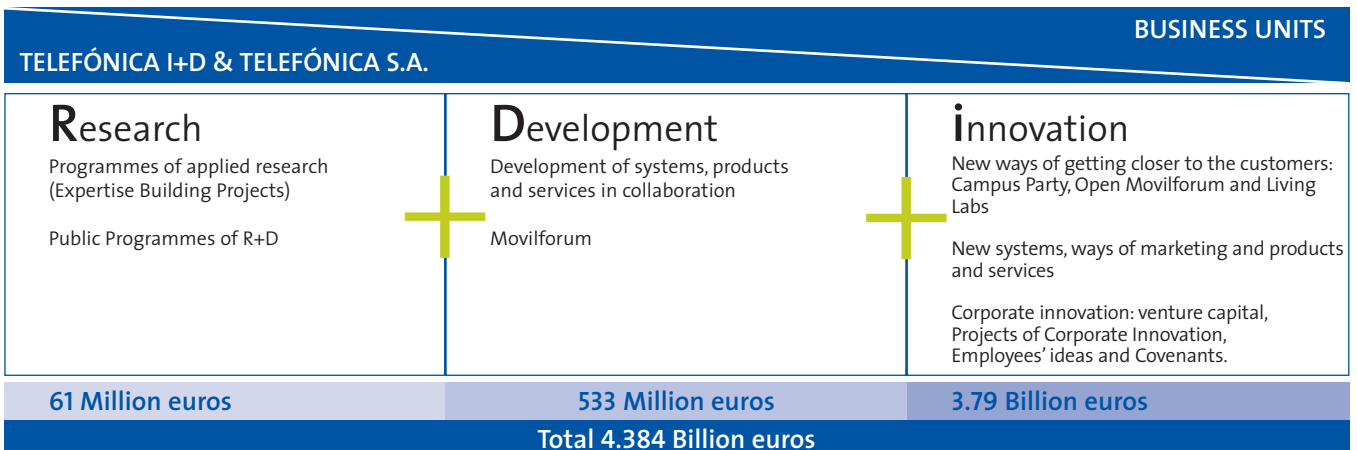 BUSINESS UNITS
TELEFÓNICA I+D & TELEFÓNICA S.A.
Research
Programmes of applied research
(Expertise Building Projects)
Public Programmes of R+D
Development
Development of systems, products
and services in collaboration
Movilforum
innovation
New ways of getting closer to the customers:
Campus Party, Open Movilforum and Living
Labs
New systems, ways of marketing and products
and services
Corporate innovation: venture capital,
Projects of Corporate Innovation,
Employees’ ideas and Covenants.
61 Million euros
533 Million euros
3.79 Billion euros
Total 4.384 Billion euros